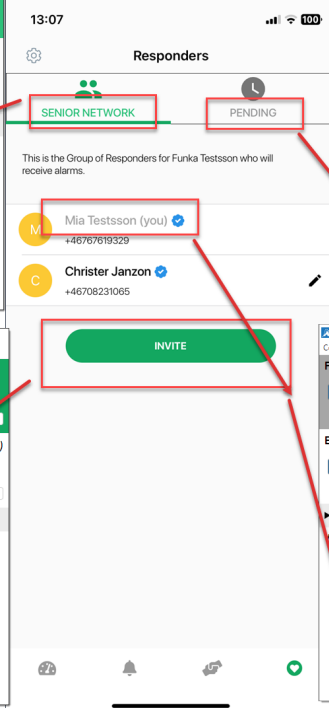 13:07
100
Responders
SENIOR NETWORK
PENDING
This is the Group of Responders for Funka Testsson who will
receive alarms.
M
Mia Testsson (you)
+46767619329
C
Christer Janzon
+46708231065
INVITE